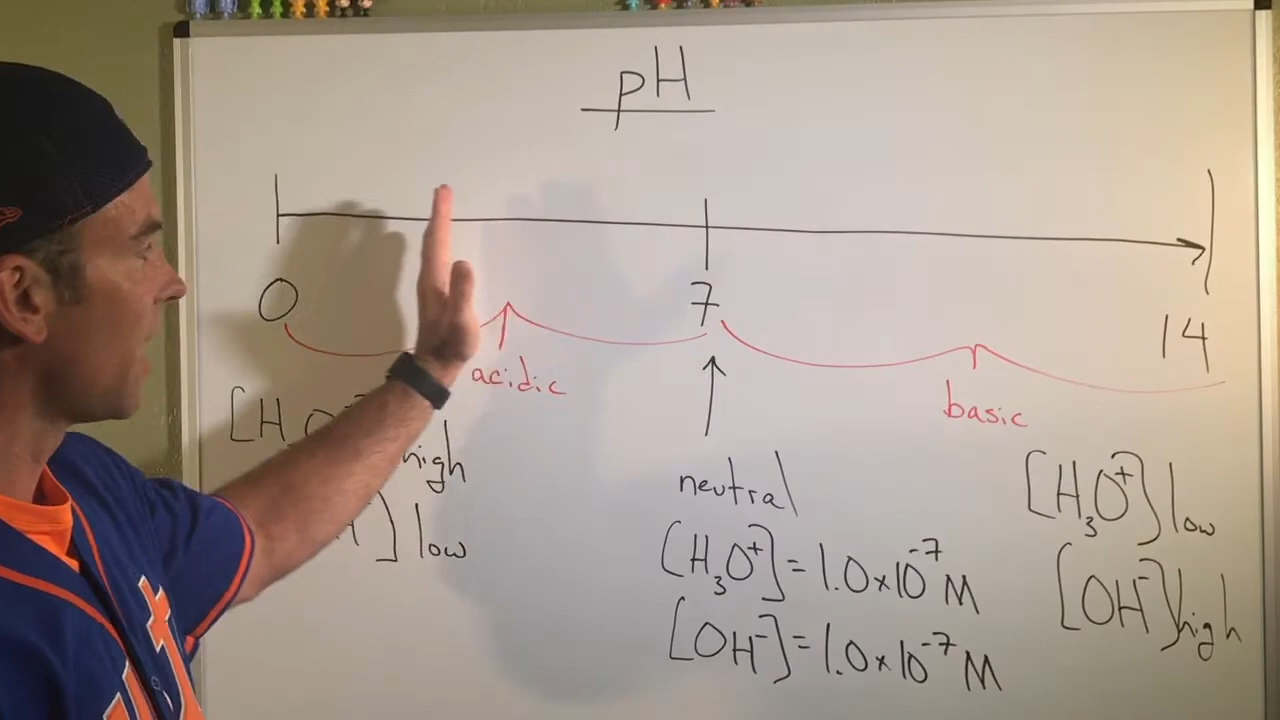 pH
0 7 14
acidic basic
[H₃O high
] low
neutral
[H₃O⁺] = 1.0×10⁻⁷ M
[OH⁻] = 1.0×10⁻⁷ M
[H₃O⁺] low
[OH⁻] high